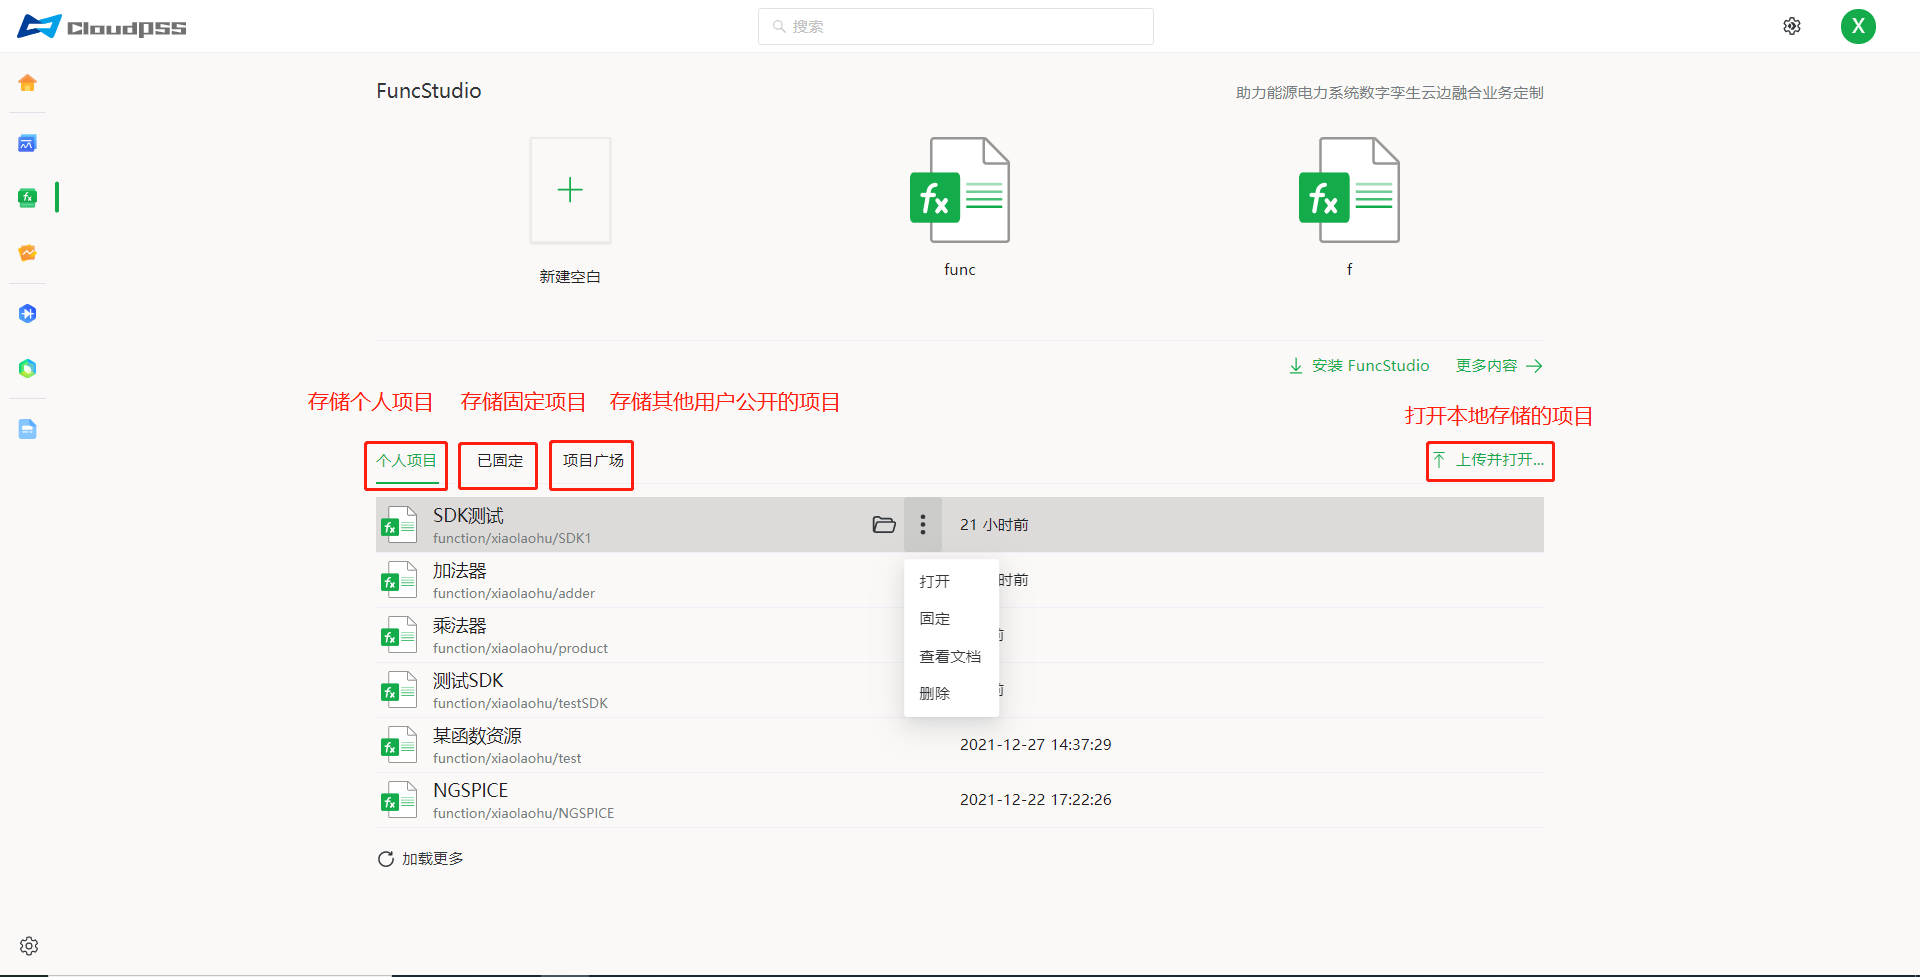 CloudPSS
搜索
X
FuncStudio
助力能源电力系统数字孪生云边融合业务定制
新建空白
fx
func
fx
f
安装 FuncStudio
更多内容
存储个人项目
存储固定项目
存储其他用户公开的项目
打开本地存储的项目
个人项目
已固定
项目广场
上传并打开...
SDK测试
function/xiaolaohu/SDK1
21 小时前
加法器
function/xiaolaohu/adder
时前
乘法器
function/xiaolaohu/product
测试SDK
function/xiaolaohu/testSDK
打开
固定
查看文档
删除
某函数资源
function/xiaolaohu/test
2021-12-27 14:37:29
NGSPICE
function/xiaolaohu/NGSPICE
2021-12-22 17:22:26
加载更多